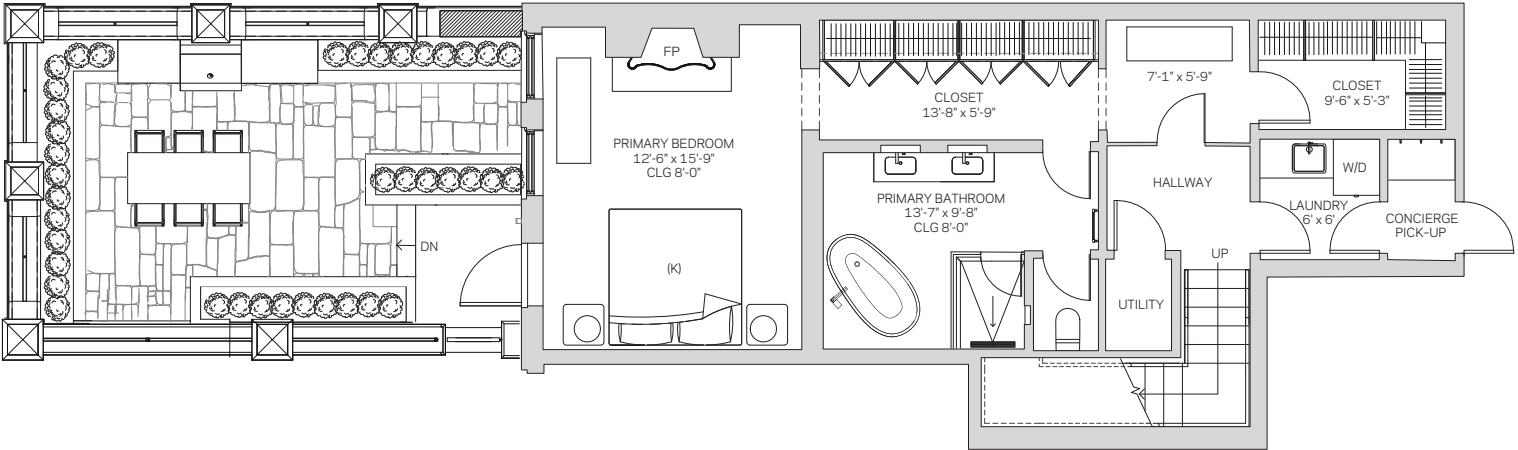 FP
PRIMARY BEDROOM
12'-6" x 15'-9"
CLG 8'-0"
(K)
DN
CLOSET
13'-8" x 5'-9"
PRIMARY BATHROOM
13'-7" x 9'-8"
CLG 8'-0"
7'-1" x 5'-9"
CLOSET
9'-6" x 5'-3"
HALLWAY
W/D
LAUNDRY
6' x 6'
CONCIERGE
PICK-UP
UP
UTILITY